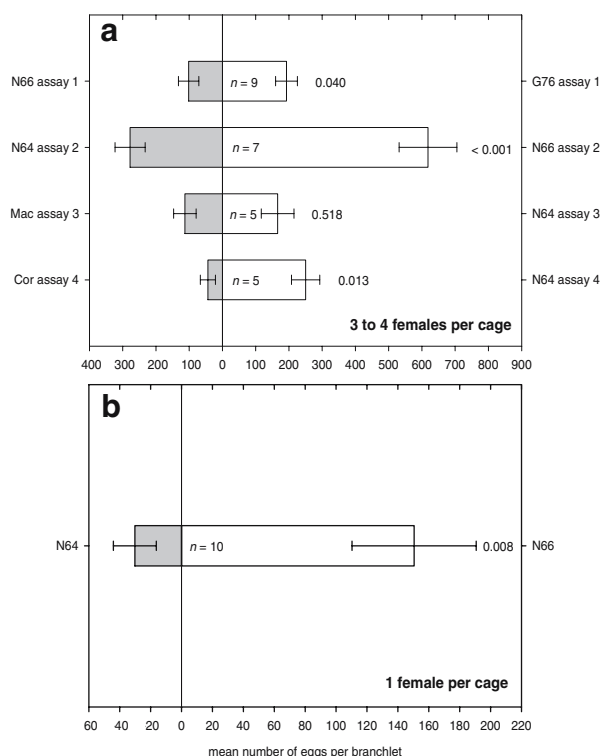 a
N66 assay 1 n = 9 0.040 G76 assay 1
N64 assay 2 n = 7 < 0.001 N66 assay 2
Mac assay 3 n = 5 0.518 N64 assay 3
Cor assay 4 n = 5 0.013 N64 assay 4
3 to 4 females per cage
400 300 200 100 0 100 200 300 400 500 600 700 800 900
b
N64 n = 10 0.008 N66
1 female per cage
60 40 20 0 20 40 60 80 100 120 140 160 180 200 220
mean number of eggs per branchlet